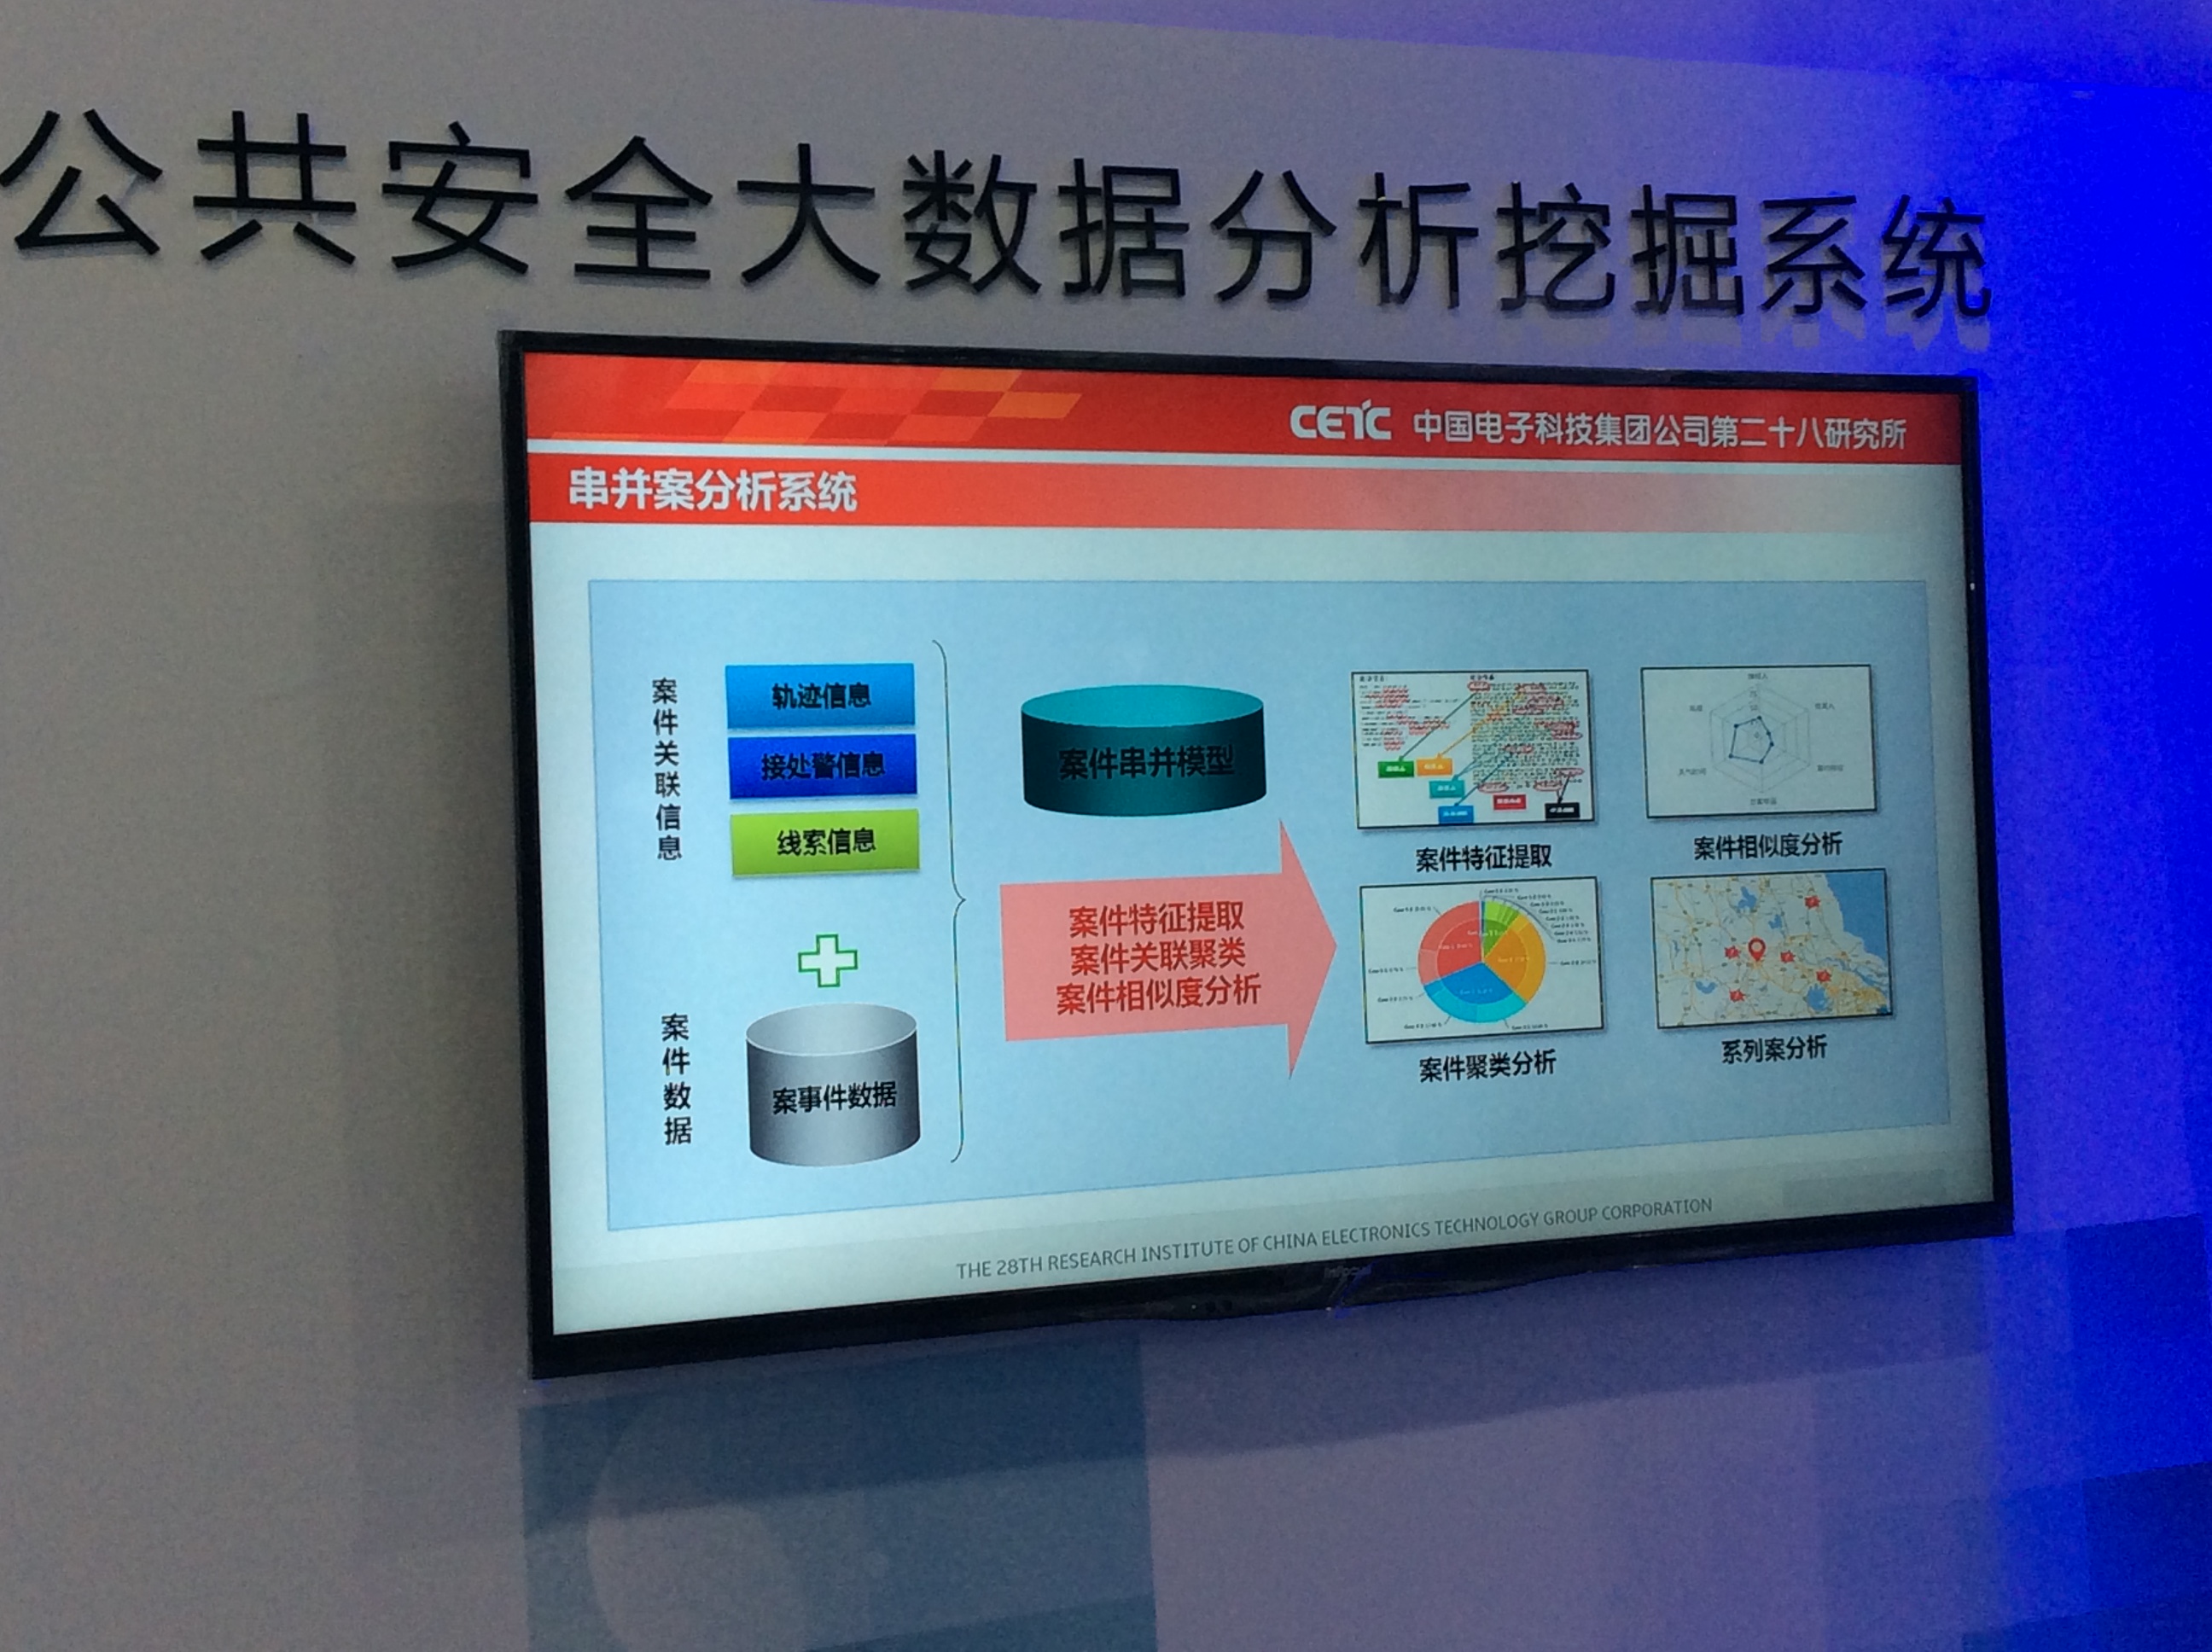 公共安全大数据分析挖掘系统
CETC 中国电子科技集团公司第二十八研究所
串并案分析系统
案件关联信息
轨迹信息
接处警信息
线索信息
案件数据
案事件数据
案件串并模型
案件特征提取
案件关联聚类
案件相似度分析
案件特征提取
案件相似度分析
案件聚类分析
系列案分析
THE 28TH RESEARCH INSTITUTE OF CHINA ELECTRONICS TECHNOLOGY GROUP CORPORATION